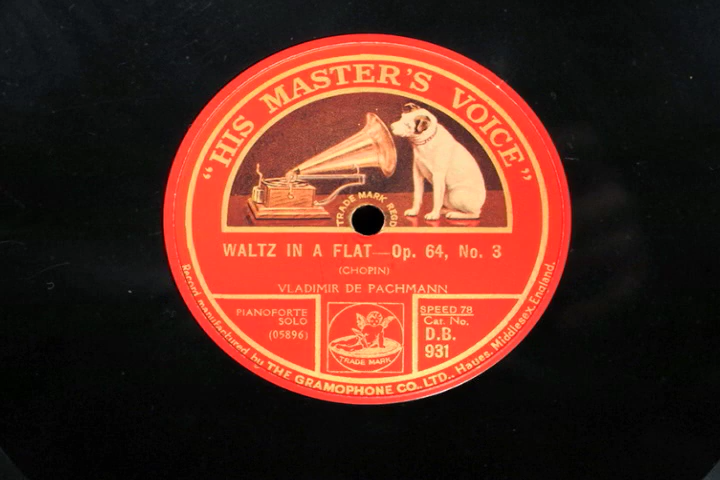 "HIS MASTER'S VOICE"
TRADE MARK REGD
WALTZ IN A FLAT—Op. 64, No. 3
(CHOPIN)
VLADIMIR DE PACHMANN
PIANOFORTE
SOLO
(05896)
TRADE MARK
SPEED 78
Cat. No.
D.B.
931
Record manufactured by THE GRAMOPHONE CO., LTD., Hayes, Middlesex, England.